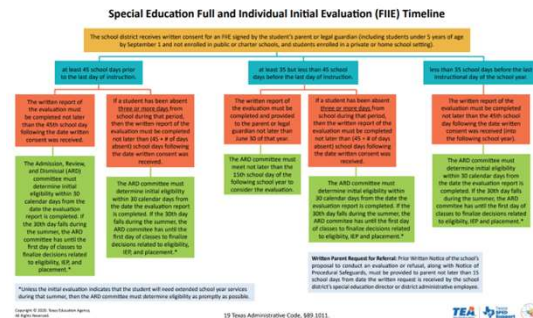 Special Education Full and Individual Initial Evaluation (FIIE) Timeline
The school district receives written consent for an FIIE signed by the student's parent or legal guardian (including students under 5 years of age
by September 1 and not enrolled in public or charter schools, and students enrolled in a private or home school setting).
at least 45 school days prior
to the last day of instruction.
The written report of
the evaluation must
be completed not later
than the 45th school day
following the date written
consent was received.
The Admission, Review,
and Dismissal (ARD)
committee must
determine initial
eligibility within 30
calendar days from
the date the evaluation
report is completed. If
the 30th day falls during
the summer, the ARD
committee has until the
first day of classes to
finalize decisions related
to eligibility, IEP, and
placement.*
If a student has been absent
three or more days from
school during that period,
then the written report of the
evaluation must be completed
not later than (45 + # of days
absent) school days following
the date written consent was
received.
The ARD committee must
determine initial eligibility
within 30 calendar days from
the date the evaluation report
is completed. If the 30th day
falls during the summer, the
ARD committee has until the
first day of classes to finalize
decisions related to eligibility,
IEP, and placement.*
at least 35 but less than 45 school
days before the last day of instruction.
The written report of
the evaluation must be
completed and provided
to the parent or legal
guardian not later than
June 30 of that year.
The ARD committee must
meet not later than the
15th school day of the
following school year to
consider the evaluation.
If a student has been absent
three or more days from
school during that period,
then the written report of the
evaluation must be completed
not later than (45 + # of days
absent) school days following
the date written consent was
received.
The ARD committee must determine
initial eligibility within 30 calendar
days from the date the evaluation
report is completed. If the 30th day
falls during the summer, the ARD
committee has until the first day
of classes to finalize decisions related
to eligibility, IEP, and placement.*
less than 35 school days before the last
instructional day of the school year.
The written report of the
evaluation must be completed
not later than the 45th school
day following the date written
consent was received (into
the following school year).
The ARD committee must
determine initial eligibility
within 30 calendar days from
the date the evaluation report
is completed. If the 30th day
falls during the summer, the
ARD committee has until the
first day of classes to finalize
decisions related to eligibility,
IEP, and placement.*
*Unless the initial evaluation indicates that the student will need extended school year services
during that summer, then the ARD committee must determine eligibility as promptly as possible.
Written Parent Request for Referral: Prior Written Notice of the school's
proposal to conduct an evaluation or refusal, along with Notice of
Procedural Safeguards, must be provided to parent not later than 15
school days from date the written request is received by the school
district's special education director or district administrative employee.
Copyright © 2020. Texas Education Agency.
All Rights Reserved.
19 Texas Administrative Code, §89.1011.
TEA
Texas
SPED
Support